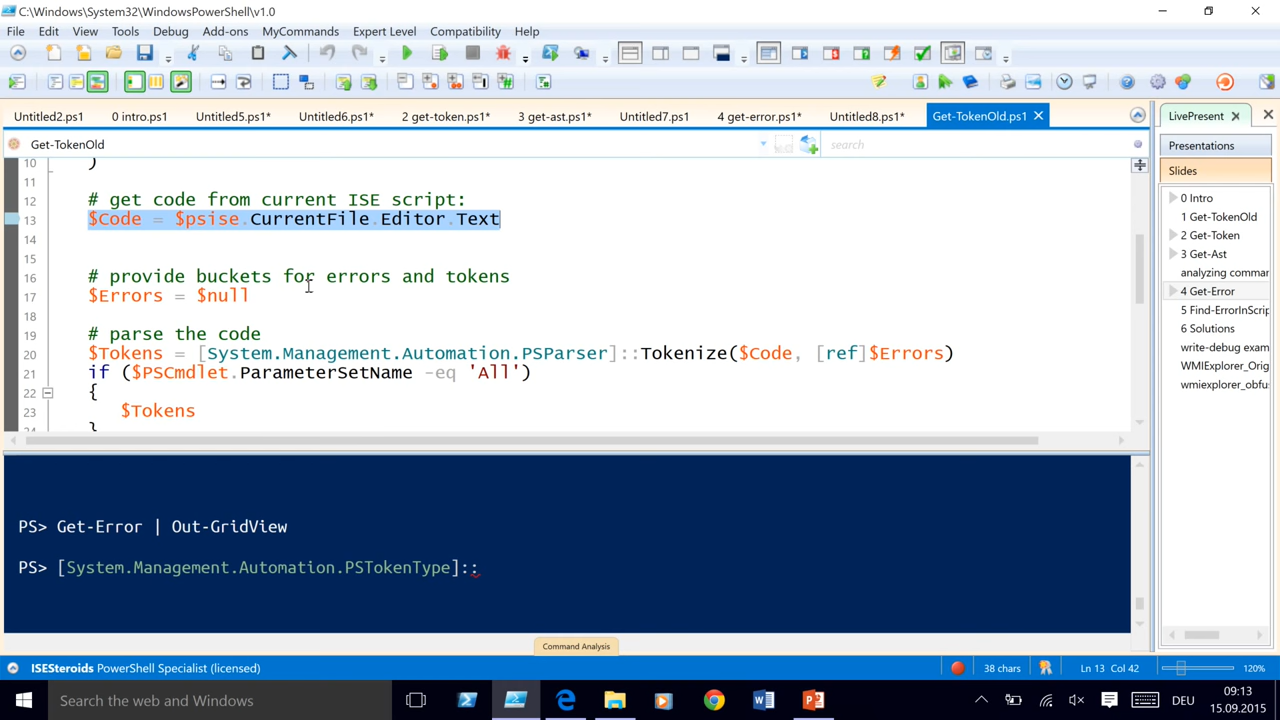 C:\Windows\System32\WindowsPowerShell\v1.0
File Edit View Tools Debug Add-ons MyCommands Expert Level Compatibility Help
Untitled2.ps1 0 intro.ps1 Untitled5.ps1* Untitled6.ps1* 2 get-token.ps1* 3 get-ast.ps1* Untitled7.ps1 4 get-error.ps1* Untitled8.ps1* Get-TokenOld.ps1
Get-TokenOld search
10 )
11
12 # get code from current ISE script:
13 $Code = $psise.CurrentFile.Editor.Text
14
15
16 # provide buckets for errors and tokens
17 $Errors = $null
18
19 # parse the code
20 $Tokens = [System.Management.Automation.PSParser]::Tokenize($Code, [ref]$Errors)
21 if ($PSCmdlet.ParameterSetName -eq 'All')
22 {
23 $Tokens
24 }
PS> Get-Error | Out-GridView
PS> [System.Management.Automation.PSTokenType]::
Command Analysis
LivePresent
Presentations
Slides
0 Intro
1 Get-TokenOld
2 Get-Token
3 Get-Ast
analyzing comma
4 Get-Error
5 Find-ErrorInScrip
6 Solutions
write-debug exam
WMIExplorer_Orig
wmiexplorer_obfus
ISESteroids PowerShell Specialist (licensed) 38 chars Ln 13 Col 42 120%
Search the web and Windows
DEU
09:13
15.09.2015